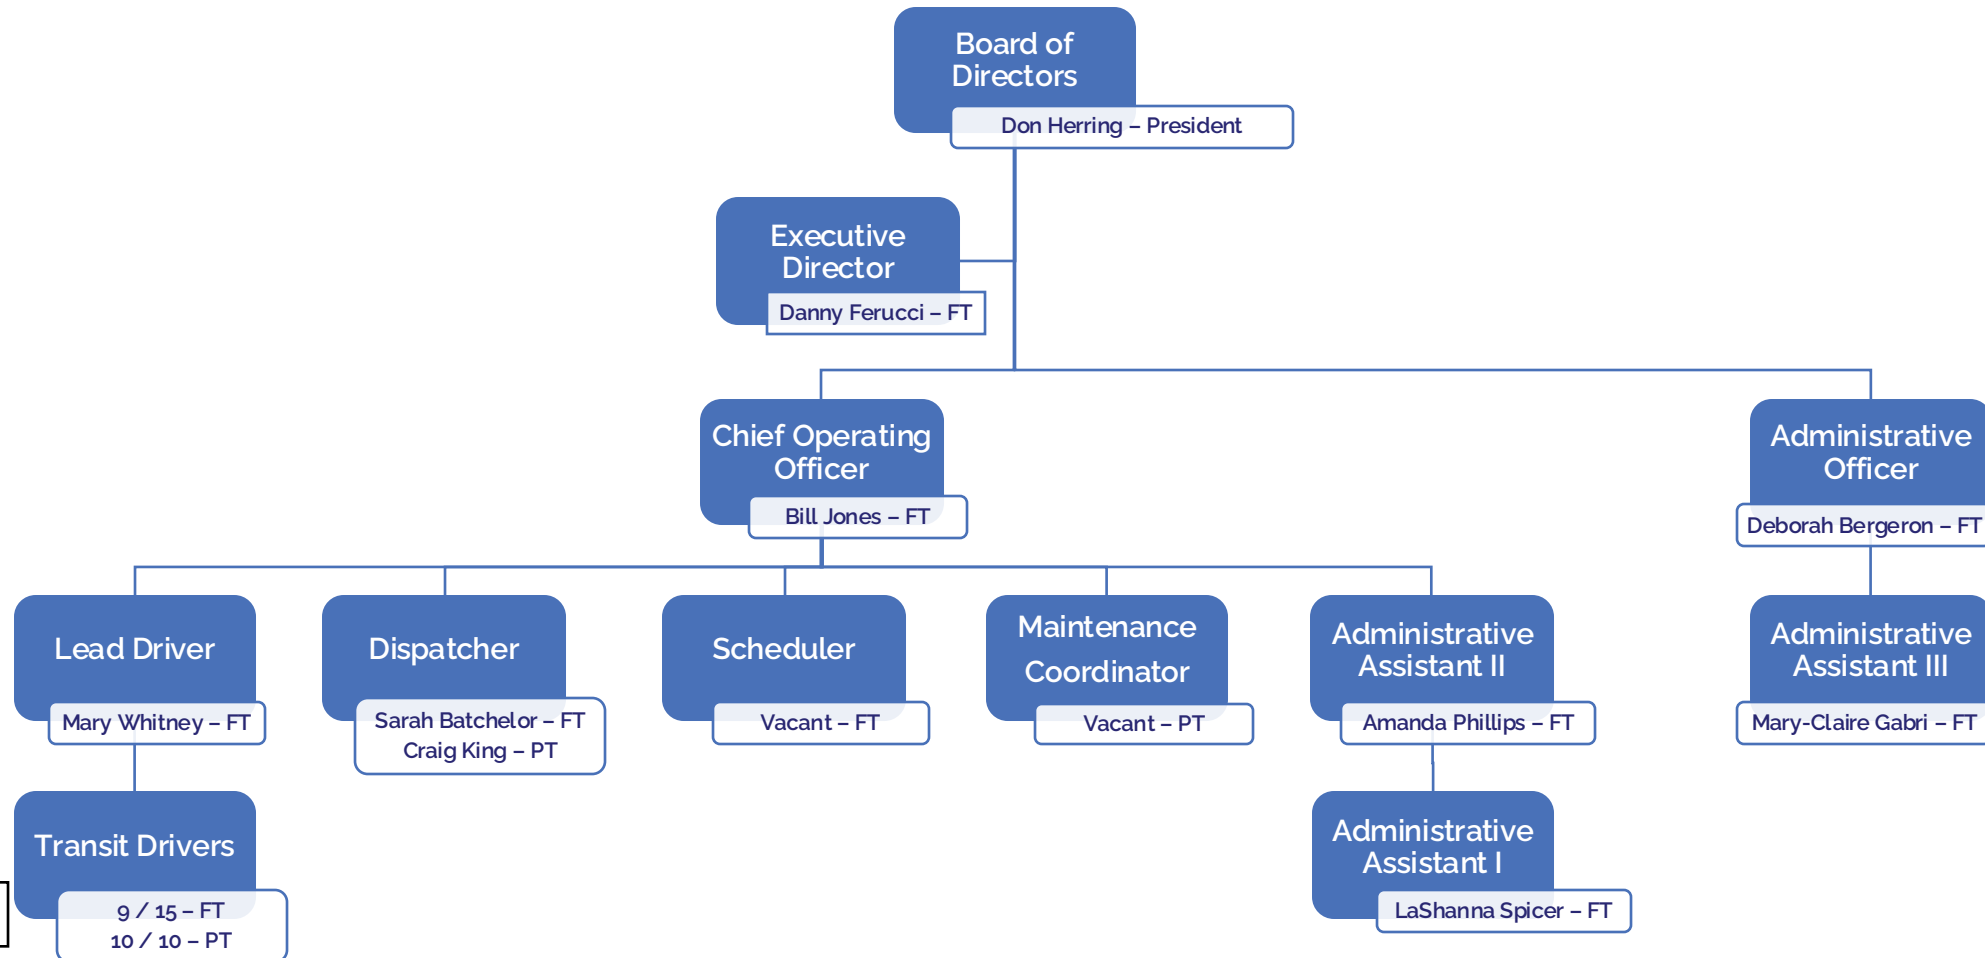 Board of
Directors
Don Herring – President
Executive
Director
Danny Ferucci – FT
Chief Operating
Officer
Bill Jones – FT
Administrative
Officer
Deborah Bergeron – FT
Lead Driver
Mary Whitney – FT
Dispatcher
Sarah Batchelor – FT
Craig King – PT
Scheduler
Vacant – FT
Maintenance
Coordinator
Vacant – PT
Administrative
Assistant II
Amanda Phillips – FT
Administrative
Assistant III
Mary-Claire Gabri – FT
Transit Drivers
9 / 15 – FT
10 / 10 – PT
Administrative
Assistant I
LaShanna Spicer – FT